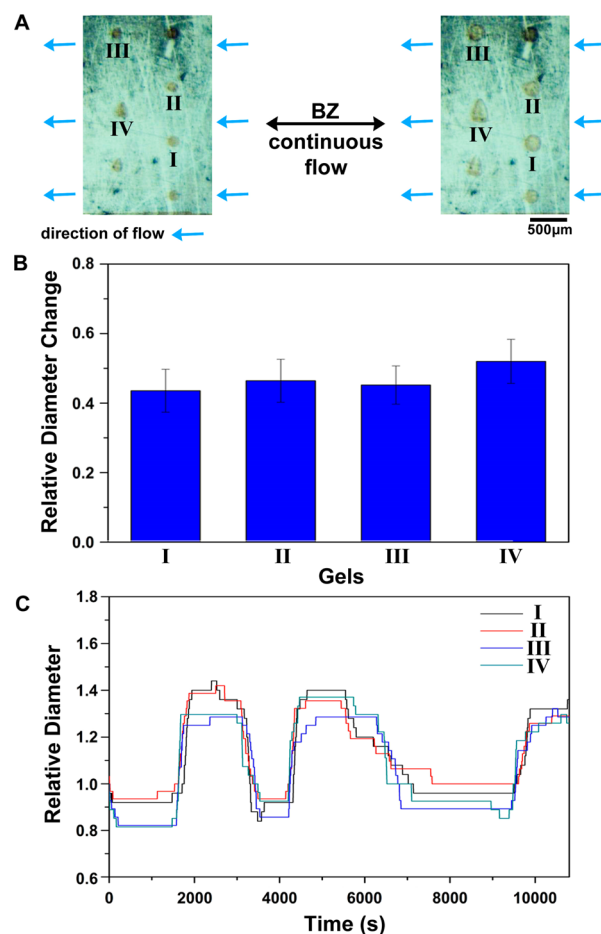 A
III
II
IV
I
direction of flow
BZ
continuous
flow
III
II
IV
I
500µm
B
Relative Diameter Change
0.8
0.6
0.4
0.2
0.0
I II III IV
Gels
C
Relative Diameter
1.8
1.6
1.4
1.2
1.0
0.8
0.6
I
II
III
IV
0 2000 4000 6000 8000 10000
Time (s)